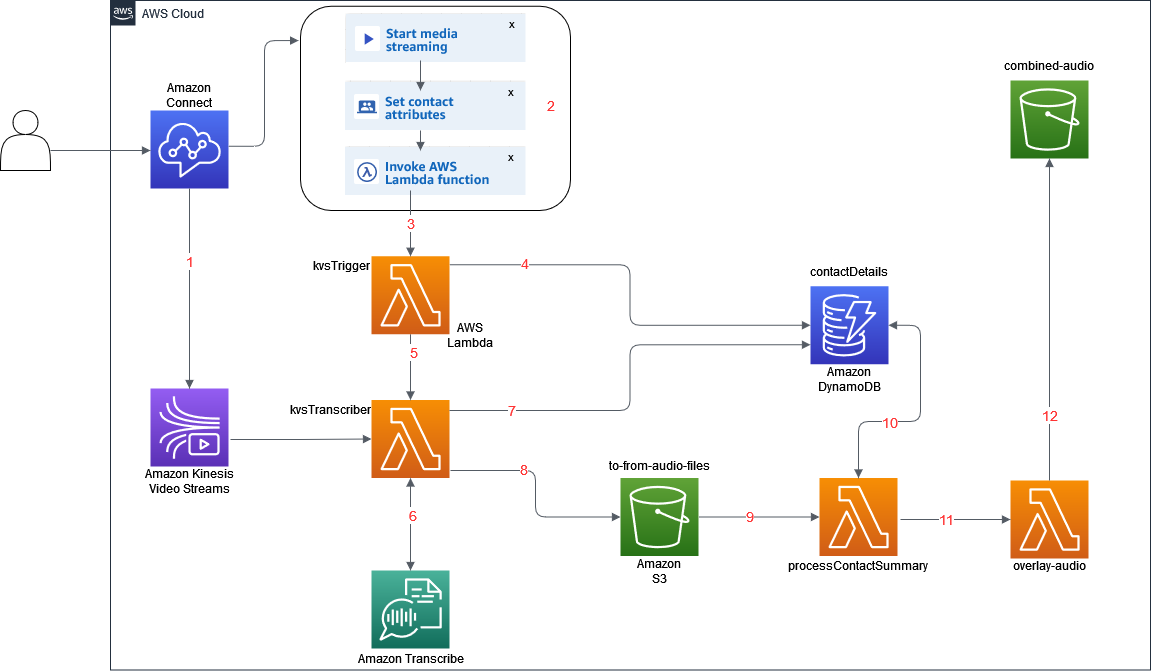 aws
AWS Cloud
x
Start media
streaming
x
Set contact
attributes
2
x
Invoke AWS
Lambda function
combined-audio
Amazon
Connect
1
3
kvsTrigger
4
AWS
Lambda
contactDetails
Amazon
DynamoDB
5
kvsTranscriber
7
10
12
Amazon Kinesis
Video Streams
8
to-from-audio-files
6
9
11
Amazon
S3
processContactSummary
overlay-audio
Amazon Transcribe